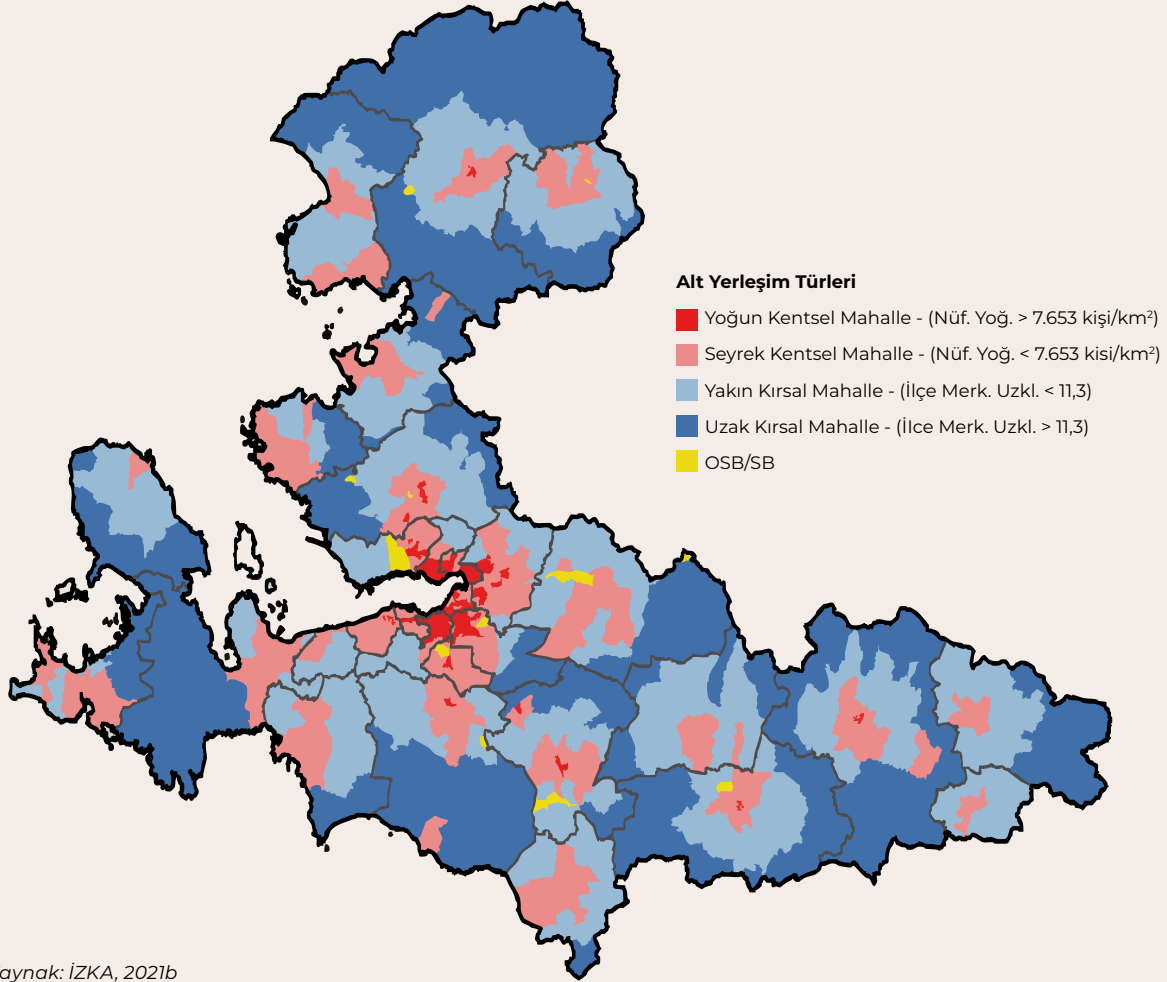 Alt Yerleşim Türleri
Yoğun Kentsel Mahalle - (Nüf. Yoğ. > 7.653 kişi/km²)
Seyrek Kentsel Mahalle - (Nüf. Yoğ. < 7.653 kisi/km²)
Yakın Kırsal Mahalle - (İlçe Merk. Uzkl. < 11,3)
Uzak Kırsal Mahalle - (İlce Merk. Uzkl. > 11,3)
OSB/SB
aynak: İZKA, 2021b